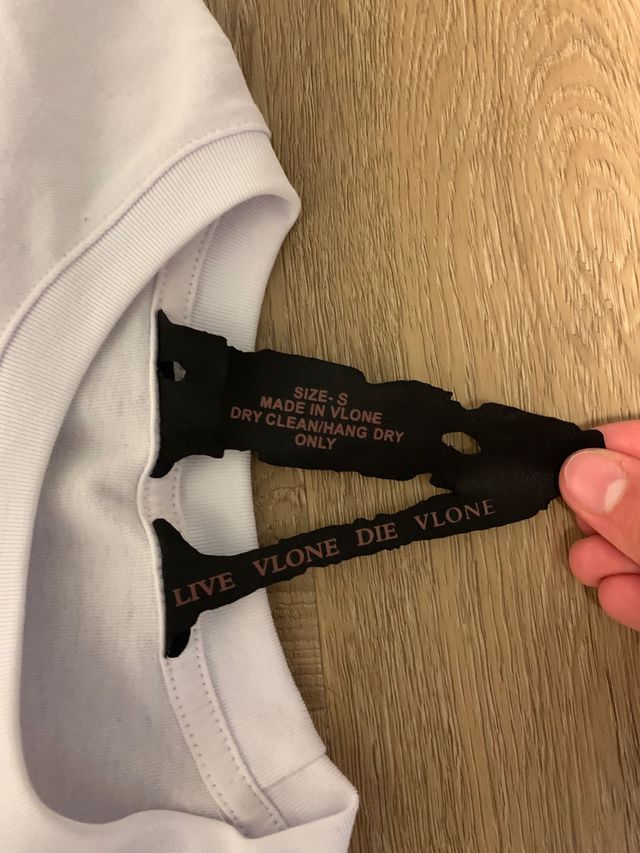 SIZE- S
MADE IN VLONE
DRY CLEAN/HANG DRY
ONLY
LIVE VLONE DIE VLONE